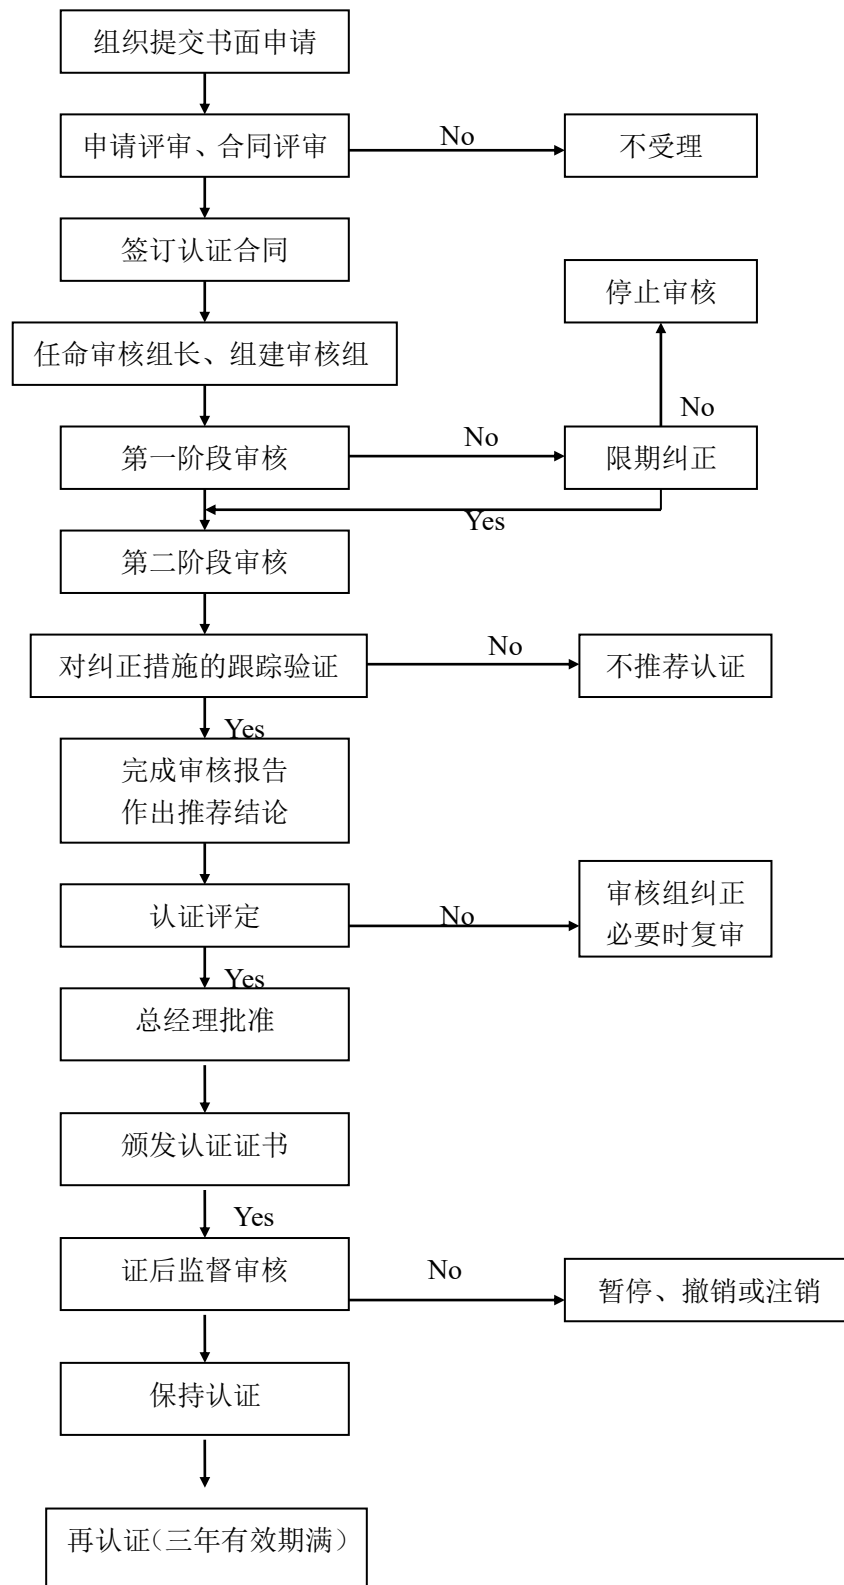 组织提交书面申请
申请评审、合同评审
No
不受理
签订认证合同
停止审核
任命审核组长、组建审核组
No
第一阶段审核
No
限期纠正
Yes
第二阶段审核
对纠正措施的跟踪验证
No
不推荐认证
Yes
完成审核报告
作出推荐结论
认证评定
No
审核组纠正
必要时复审
Yes
总经理批准
颁发认证证书
Yes
证后监督审核
No
暂停、撤销或注销
保持认证
再认证（三年有效期满）